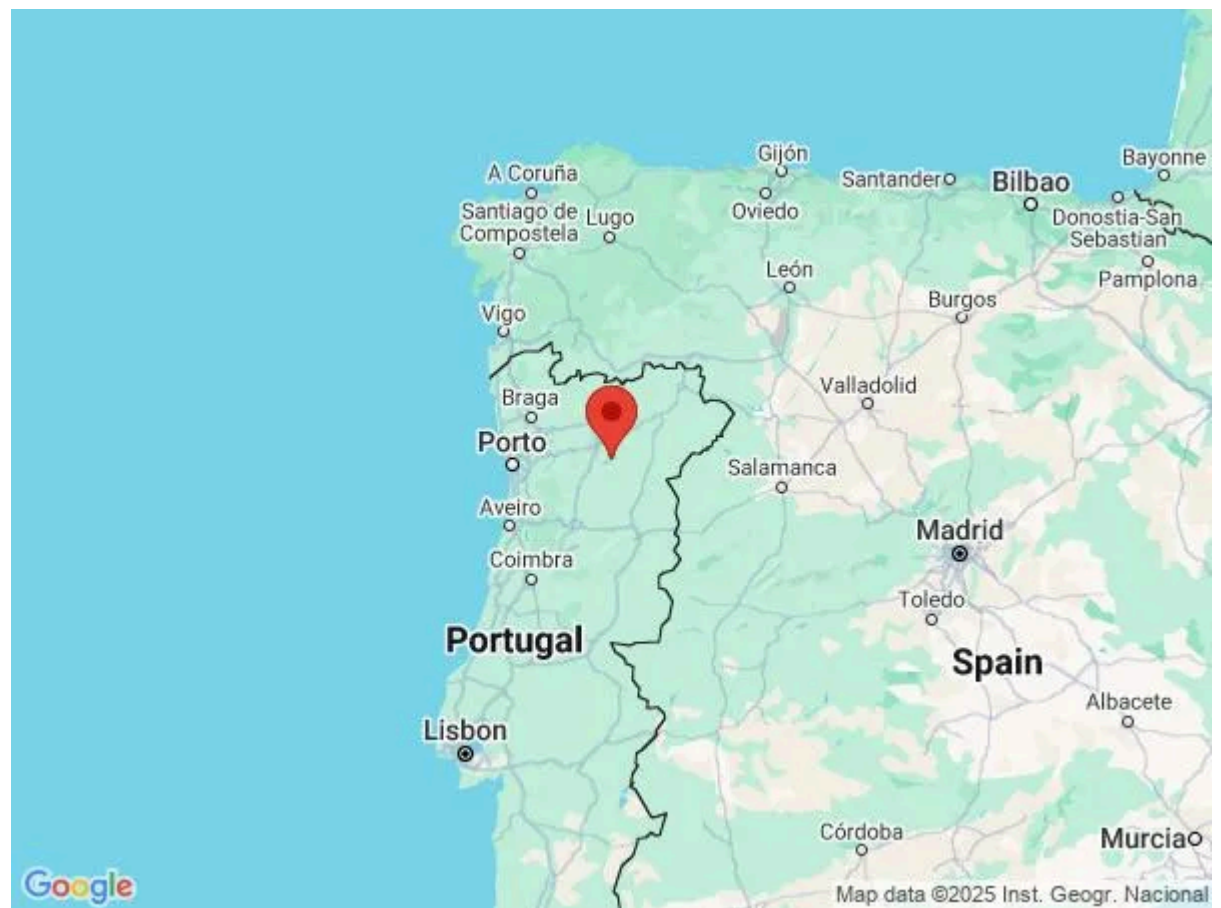 Gijón
Bayonne
A Coruña
Santander
Bilbao
Oviedo
Santiago de
Compostela
Lugo
Donostia-San
Sebastian
Pamplona
León
Burgos
Vigo
Valladolid
Braga
Porto
Salamanca
Aveiro
Madrid
Coimbra
Toledo
Portugal
Spain
Albacete
Lisbon
Córdoba
Murcia
Google
Map data ©2025 Inst. Geogr. Nacional